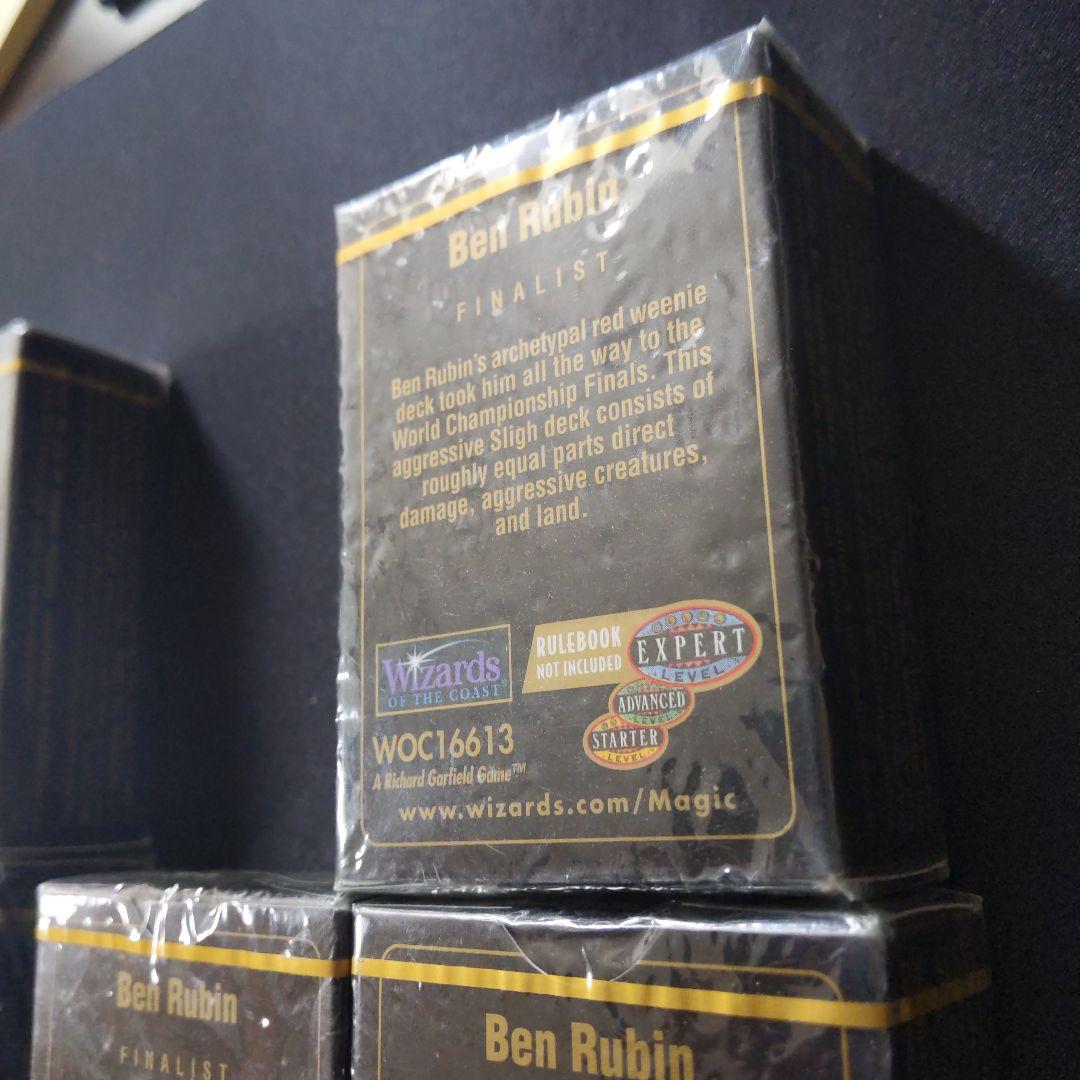 Ben Rubin
FINALIST
Ben Rubin's archetypal red weenie
deck took him all the way to the
World Championship Finals. This
aggressive Sligh deck consists of
roughly equal parts direct
damage, aggressive creatures,
and land.
Wizards
OF THE COAST®
RULEBOOK
NOT INCLUDED
EXPERT
LEVEL
ADVANCED
LEVEL
STARTER
LEVEL
WOC16613
A Richard Garfield Game™
www.wizards.com/Magic
Ben Rubin
FINALIST
Ben Rubin